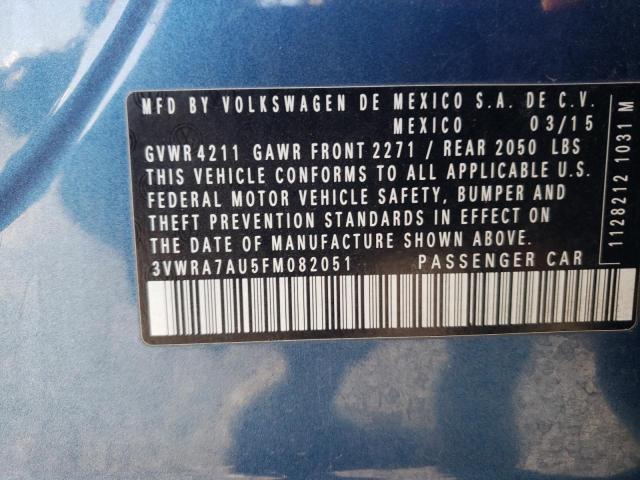 MFD BY VOLKSWAGEN DE MEXICO S.A. DE C.V.
MEXICO 03/15
GVWR 4211 GAWR FRONT 2271 / REAR 2050 LBS
THIS VEHICLE CONFORMS TO ALL APPLICABLE U.S.
FEDERAL MOTOR VEHICLE SAFETY, BUMPER AND
THEFT PREVENTION STANDARDS IN EFFECT ON
THE DATE OF MANUFACTURE SHOWN ABOVE.
3VWRA7AU5FM082051 PASSENGER CAR
1128212 1031 M